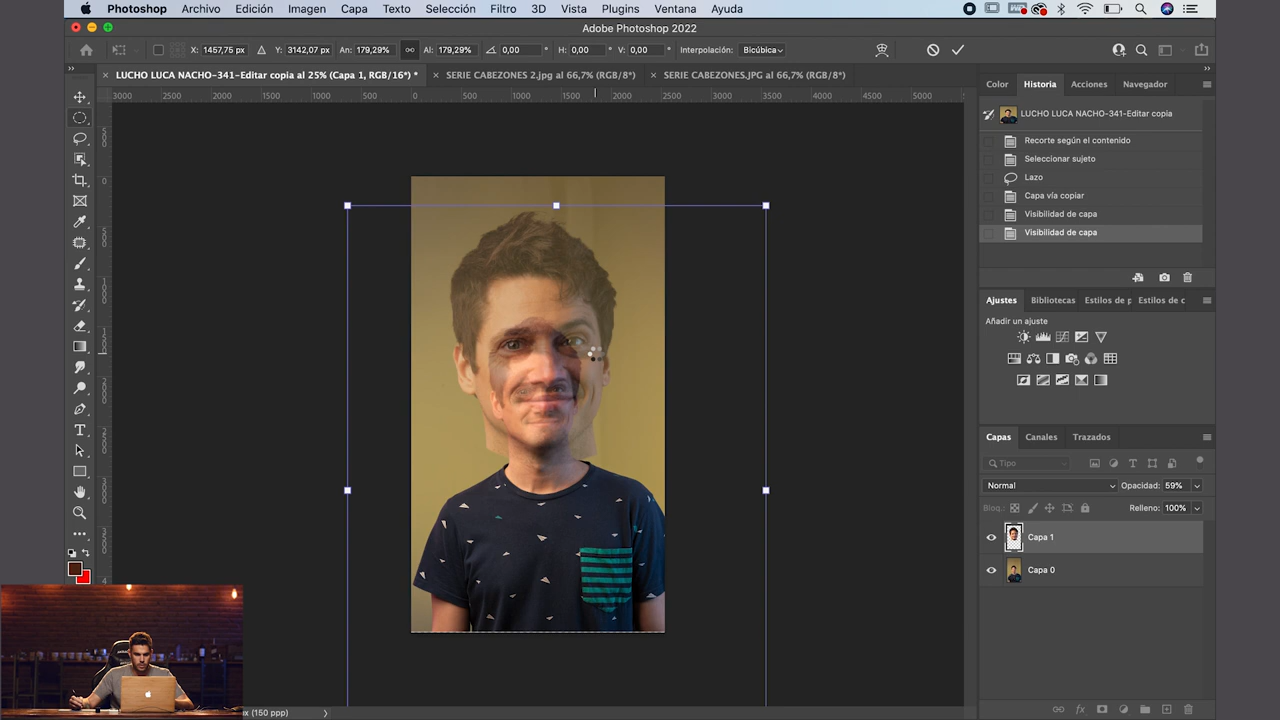 Photoshop Archivo Edición Imagen Capa Texto Selección Filtro 3D Vista Plugins Ventana Ayuda
Adobe Photoshop 2022
X: 1457,75 px Y: 3142,07 px An: 179,29% Al: 179,29% 0,00 ° H: 0,00 ° V: 0,00 ° Interpolación: Bicúbica
LUCHO LUCA NACHO-341-Editar copia al 25% (Capa 1, RGB/16*) * SERIE CABEZONES 2.jpg al 66,7% (RGB/8*) SERIE CABEZONES.JPG al 66,7% (RGB/8*)
3000 2500 2000 1500 1000 500 0 500 1000 1500 2000 2500 3000 3500 4000 4500 5000
Color Historia Acciones Navegador
LUCHO LUCA NACHO-341-Editar copia
Recorte según el contenido
Seleccionar sujeto
Lazo
Capa vía copiar
Visibilidad de capa
Visibilidad de capa
Ajustes Bibliotecas Estilos de p Estilos de c
Añadir un ajuste
Capas Canales Trazados
Tipo
Normal Opacidad: 59%
Bloq.: Relleno: 100%
Capa 1
Capa 0
px (150 ppp)